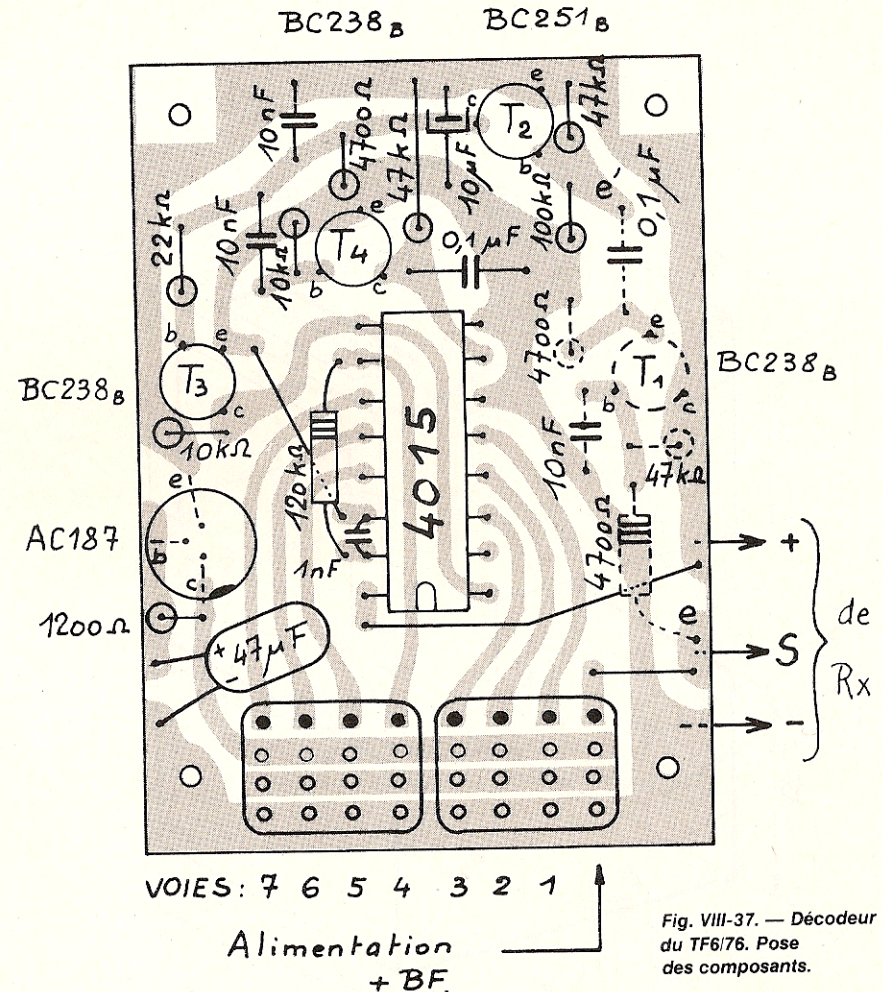 BC238B BC251B
10nF
4700Ω
47kΩ
c
10µF
e
T2
b
47kΩ
e
0,1µF
22kΩ
10nF
10kΩ
e
T4
b c
0,1µF
100kΩ
b e
T3
c
BC238B
10kΩ
120kΩ
1nF
4015
4700Ω
e
T1
b c
BC238B
10nF
47kΩ
4700Ω
e
b
c
AC187
1200Ω
+ 47µF -
+
e
S
-
de
Rx
VOIES: 7 6 5 4 3 2 1
Alimentation
+ BF.
Fig. VIII-37. — Décodeur
du TF6/76. Pose
des composants.